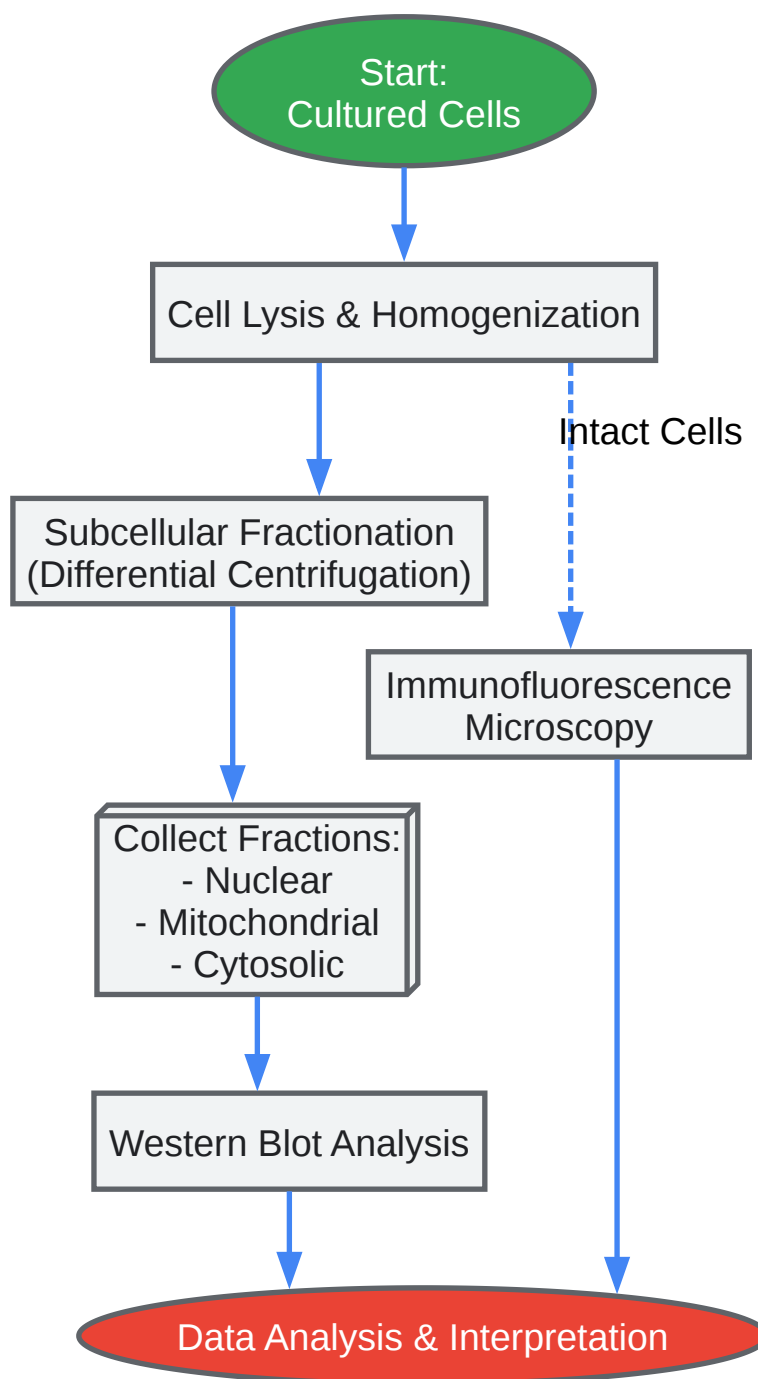 Start:
Cultured Cells
Cell Lysis & Homogenization
Intact Cells
Subcellular Fractionation
(Differential Centrifugation)
Immunofluorescence
Microscopy
Collect Fractions:
- Nuclear
- Mitochondrial
- Cytosolic
Western Blot Analysis
Data Analysis & Interpretation